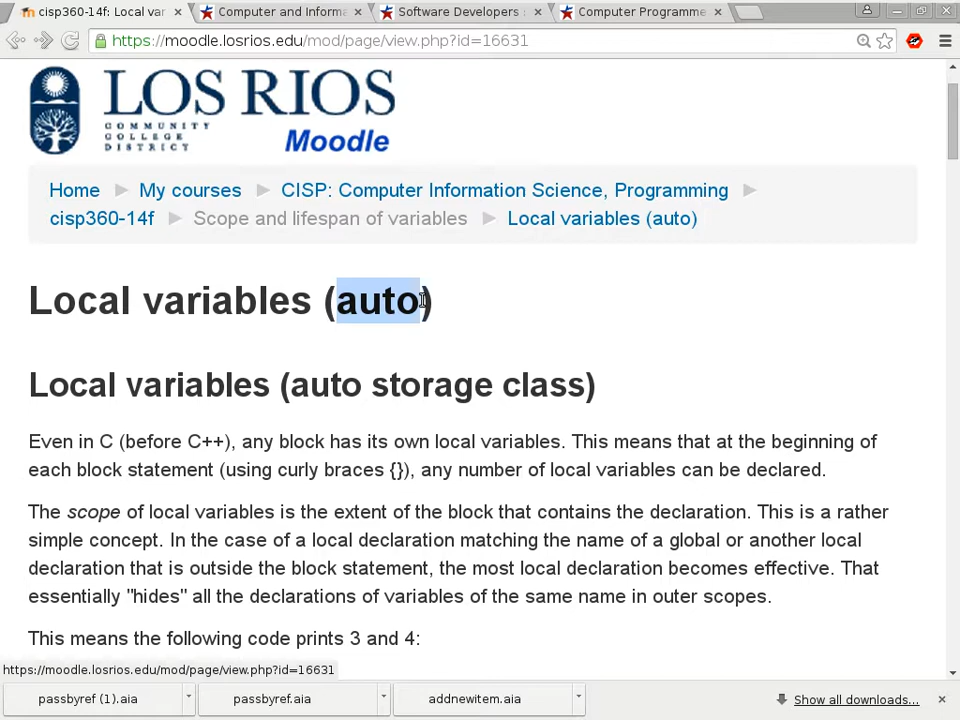 cisp360-14f: Local var
Computer and Informa
Software Developers :
Computer Programme
https://moodle.losrios.edu/mod/page/view.php?id=16631
LOS RIOS
COMMUNITY
COLLEGE
DISTRICT
Moodle
Home My courses CISP: Computer Information Science, Programming
cisp360-14f Scope and lifespan of variables Local variables (auto)
Local variables (auto)
Local variables (auto storage class)
Even in C (before C++), any block has its own local variables. This means that at the beginning of
each block statement (using curly braces {}), any number of local variables can be declared.
The scope of local variables is the extent of the block that contains the declaration. This is a rather
simple concept. In the case of a local declaration matching the name of a global or another local
declaration that is outside the block statement, the most local declaration becomes effective. That
essentially "hides" all the declarations of variables of the same name in outer scopes.
This means the following code prints 3 and 4:
https://moodle.losrios.edu/mod/page/view.php?id=16631
passbyref (1).aia
passbyref.aia
addnewitem.aia
Show all downloads...